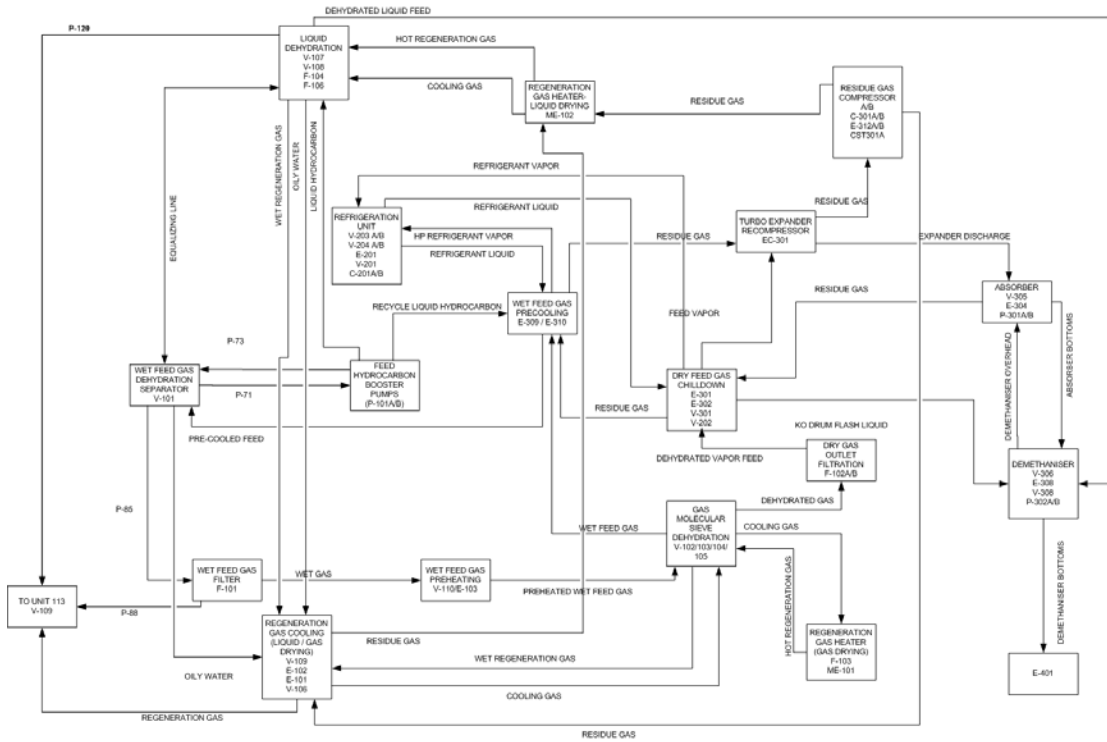 DEHYDRATED LIQUID FEED
P-120
LIQUID
DEHYDRATION
V-107
V-108
F-104
F-106
HOT REGENERATION GAS
COOLING GAS
REGENERATION
GAS HEATER-
LIQUID DRYING
ME-102
RESIDUE GAS
RESIDUE GAS
COMPRESSOR
A/B
C-301A/B
E-312A/B
CST301A
WET REGENERATION GAS
OILY WATER
LIQUID HYDROCARBON
EQUALIZING LINE
REFRIGERANT VAPOR
REFRIGERANT LIQUID
REFRIGERATION
UNIT
V-203 A/B
V-204 A/B
E-201
V-201
C-201A/B
HP REFRIGERANT VAPOR
REFRIGERANT LIQUID
RESIDUE GAS
TURBO EXPANDER
RECOMPRESSOR
EC-301
RESIDUE GAS
EXPANDER DISCHARGE
RESIDUE GAS
ABSORBER
V-305
E-304
P-301A/B
RECYCLE LIQUID HYDROCARBON
WET FEED GAS
PRECOOLING
E-309 / E-310
FEED VAPOR
DEMETHANISER OVERHEAD
ABSORBER BOTTOMS
P-73
WET FEED GAS
DEHYDRATION
SEPARATOR
V-101
P-71
FEED
HYDROCARBON
BOOSTER
PUMPS
(P-101A/B)
DRY FEED GAS
CHILLDOWN
E-301
E-302
V-301
V-202
RESIDUE GAS
PRE-COOLED FEED
KO DRUM FLASH LIQUID
DEHYDRATED VAPOR FEED
DRY GAS
OUTLET
FILTRATION
F-102A/B
DEMETHANISER
V-306
E-308
V-308
P-302A/B
P-85
DEHYDRATED GAS
WET FEED GAS
GAS
MOLECULAR
SIEVE
DEHYDRATION
V-102/103/104/
105
COOLING GAS
WET FEED GAS
FILTER
F-101
WET GAS
WET FEED GAS
PREHEATING
V-110/E-103
PREHEATED WET FEED GAS
HOT REGENERATION GAS
DEMETHANISER BOTTOMS
TO UNIT 113
V-109
P-88
REGENERATION
GAS COOLING
(LIQUID / GAS
DRYING)
V-109
E-102
E-101
V-106
RESIDUE GAS
WET REGENERATION GAS
REGENERATION
GAS HEATER
(GAS DRYING)
F-103
ME-101
E-401
OILY WATER
COOLING GAS
REGENERATION GAS
RESIDUE GAS